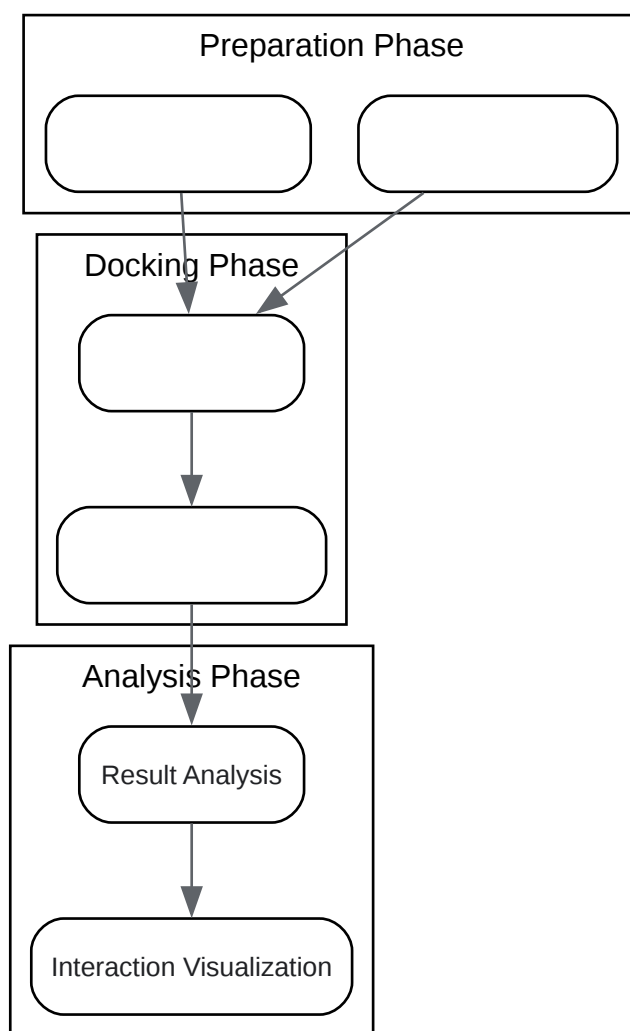 Preparation Phase
Docking Phase
Analysis Phase
Result Analysis
Interaction Visualization